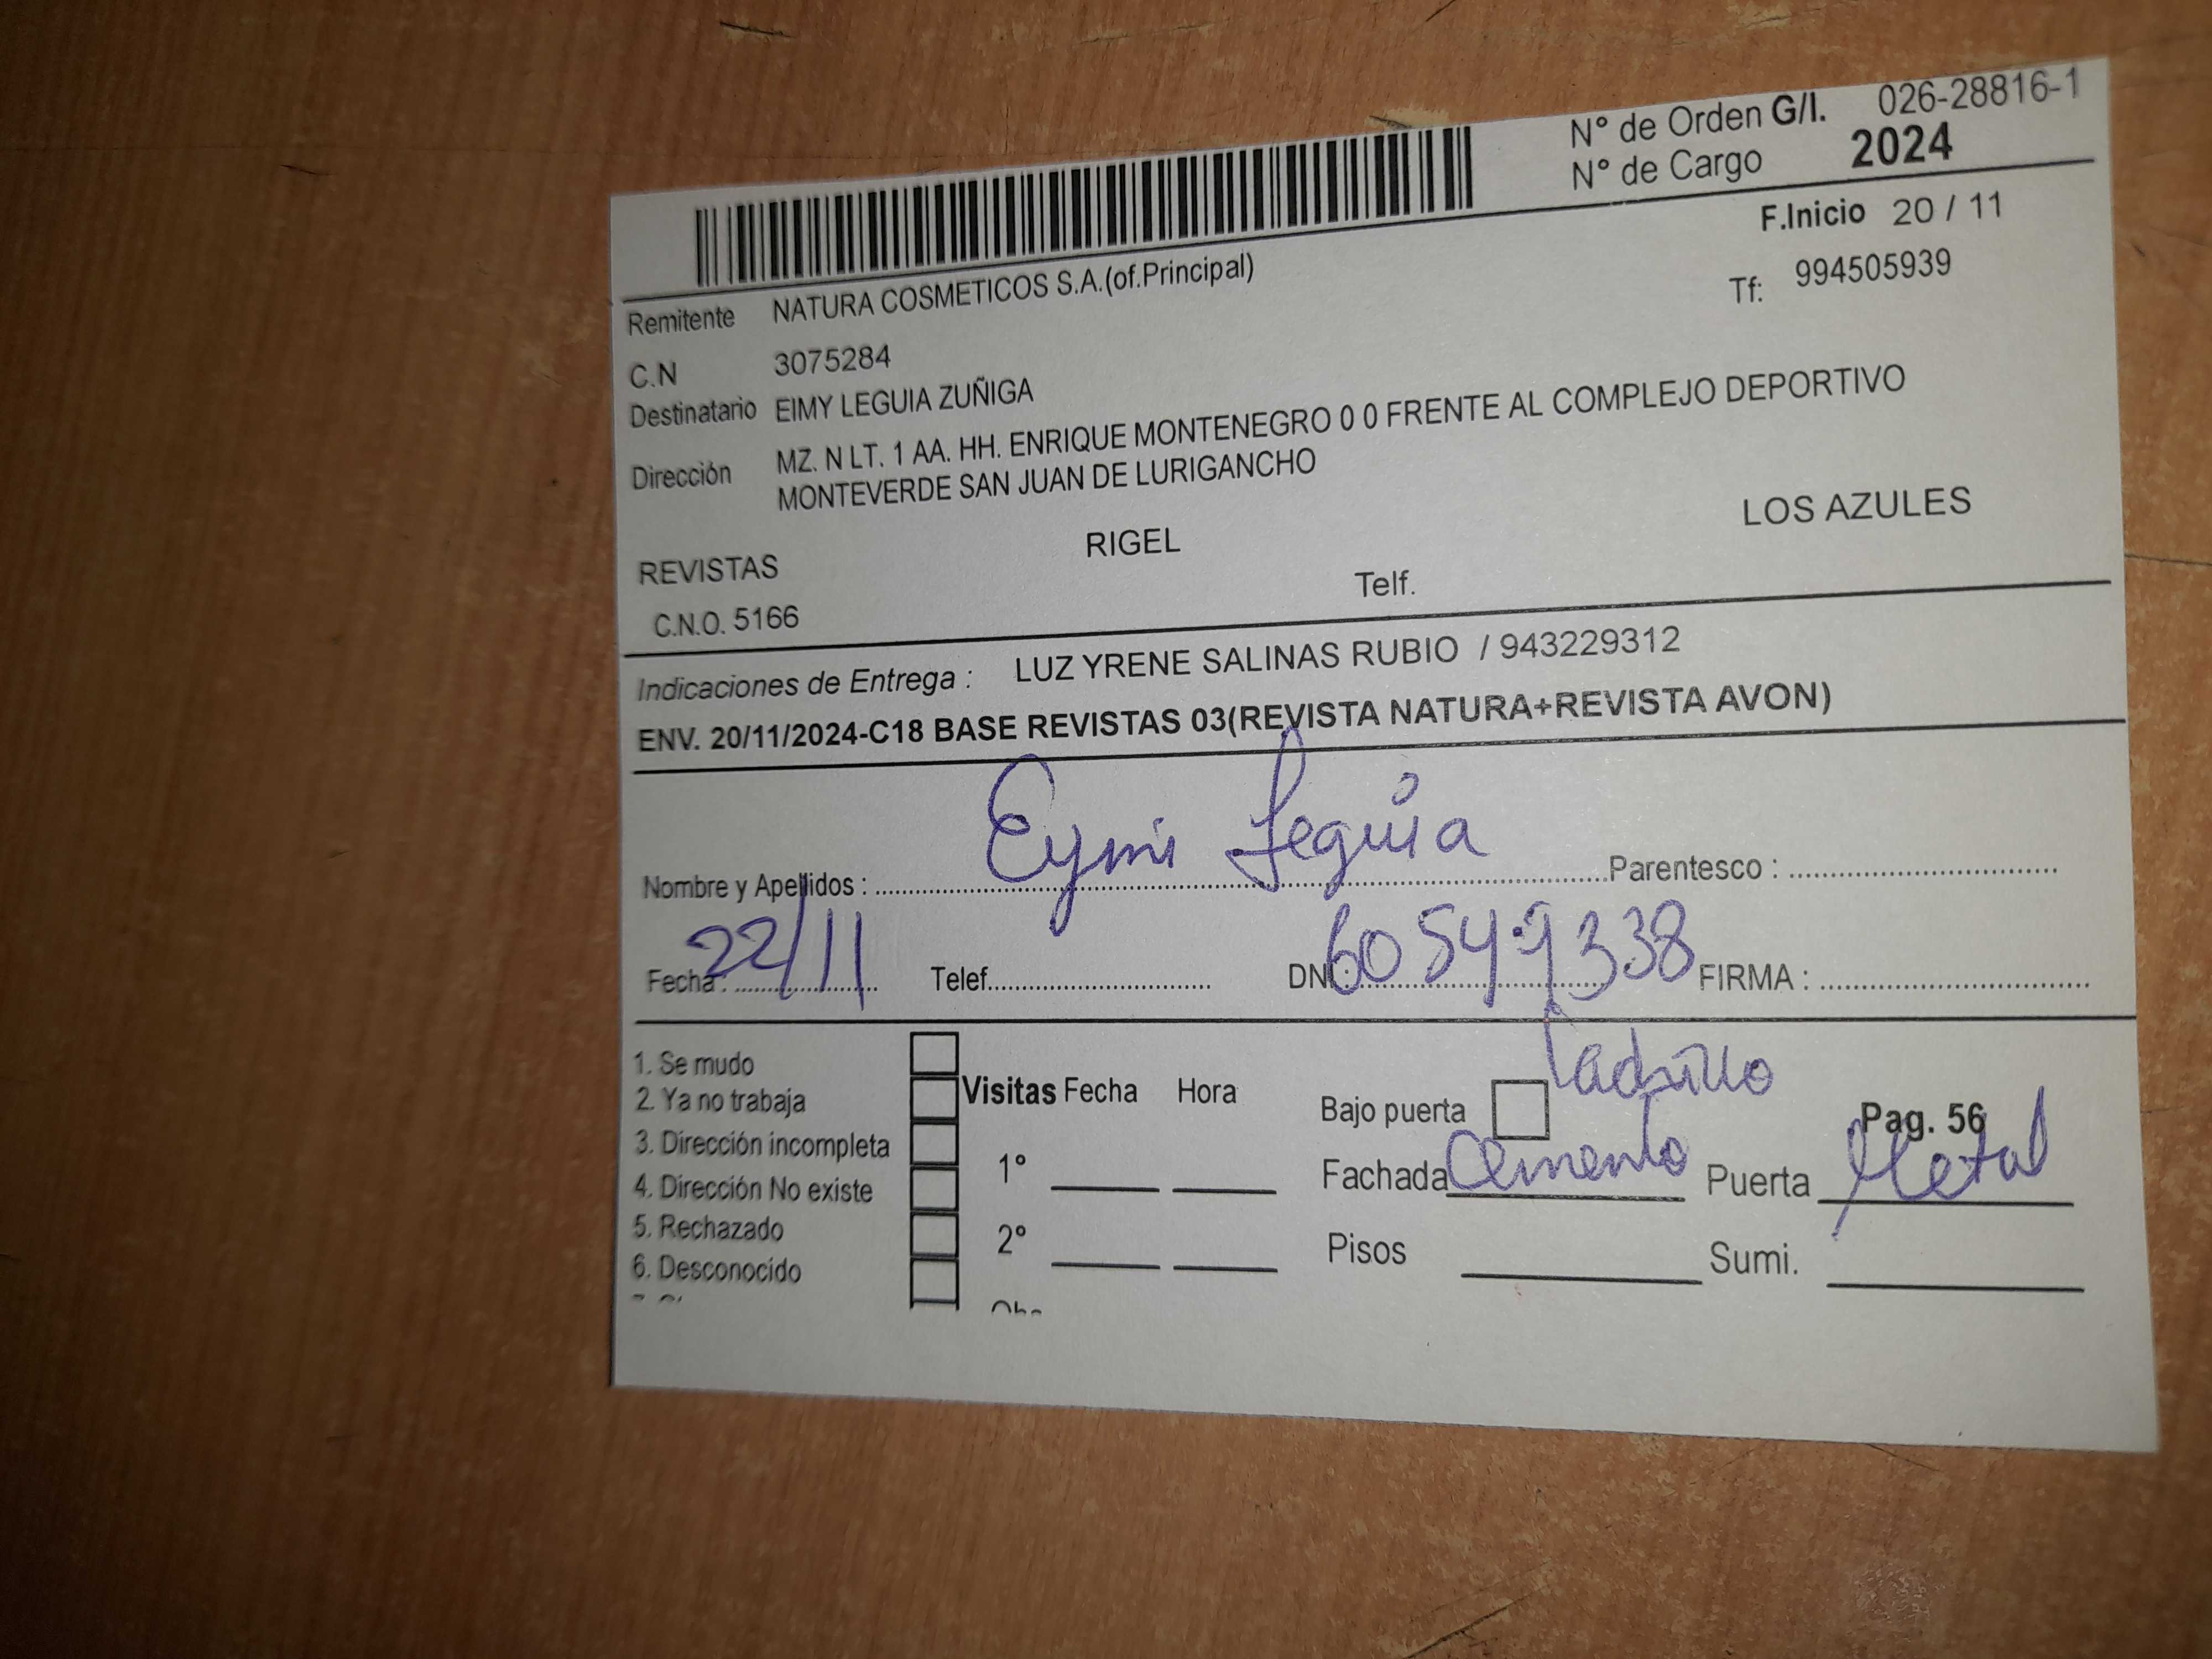 N° de Orden G/I. 026-28816-1
N° de Cargo 2024
F.Inicio 20 / 11
Remitente NATURA COSMETICOS S.A.(of.Principal) Tf: 994505939
C.N 3075284
Destinatario EIMY LEGUIA ZUÑIGA
Dirección MZ. N LT. 1 AA. HH. ENRIQUE MONTENEGRO 0 0 FRENTE AL COMPLEJO DEPORTIVO
MONTEVERDE SAN JUAN DE LURIGANCHO
REVISTAS RIGEL LOS AZULES
C.N.O. 5166 Telf.
Indicaciones de Entrega : LUZ YRENE SALINAS RUBIO / 943229312
ENV. 20/11/2024-C18 BASE REVISTAS 03(REVISTA NATURA+REVISTA AVON)
Nombre y Apellidos : Eymi Leguia Parentesco :
Fecha : 22/11 Telef. DNI: 60549338 FIRMA :
1. Se mudo
2. Ya no trabaja
3. Dirección incompleta
4. Dirección No existe
5. Rechazado
6. Desconocido
Visitas Fecha Hora
1°
2°
Ladrillo
Bajo puerta Pag. 56
Fachada Cemento Puerta Metal
Pisos Sumi.